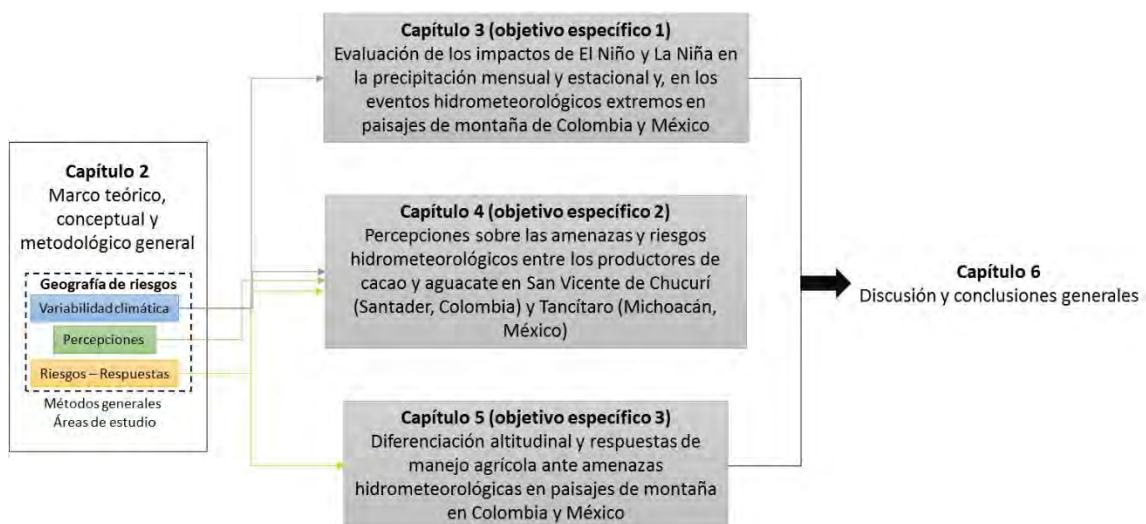 Capítulo 2
Marco teórico,
conceptual y
metodológico general
Geografía de riesgos
Variabilidad climática
Percepciones
Riesgos – Respuestas
Métodos generales
Áreas de estudio
Capítulo 3 (objetivo específico 1)
Evaluación de los impactos de El Niño y La Niña en
la precipitación mensual y estacional y, en los
eventos hidrometeorológicos extremos en
paisajes de montaña de Colombia y México
Capítulo 4 (objetivo específico 2)
Percepciones sobre las amenazas y riesgos
hidrometeorológicos entre los productores de
cacao y aguacate en San Vicente de Chucurí
(Santader, Colombia) y Tancítaro (Michoacán,
México)
Capítulo 5 (objetivo específico 3)
Diferenciación altitudinal y respuestas de
manejo agrícola ante amenazas
hidrometeorológicas en paisajes de montaña
en Colombia y México
Capítulo 6
Discusión y conclusiones generales